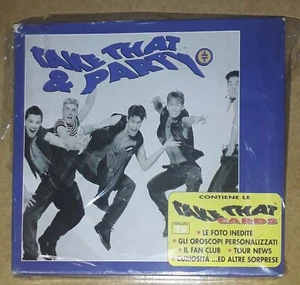 TAKE THAT
& PARTY
CONTIENE LE
TAKE THAT
CARDS
★ LE FOTO INEDITE
★ GLI OROSCOPI PERSONALIZZATI
★ IL FAN CLUB ★ TOUR NEWS
★ CURIOSITÀ ...ED ALTRE SORPRESE